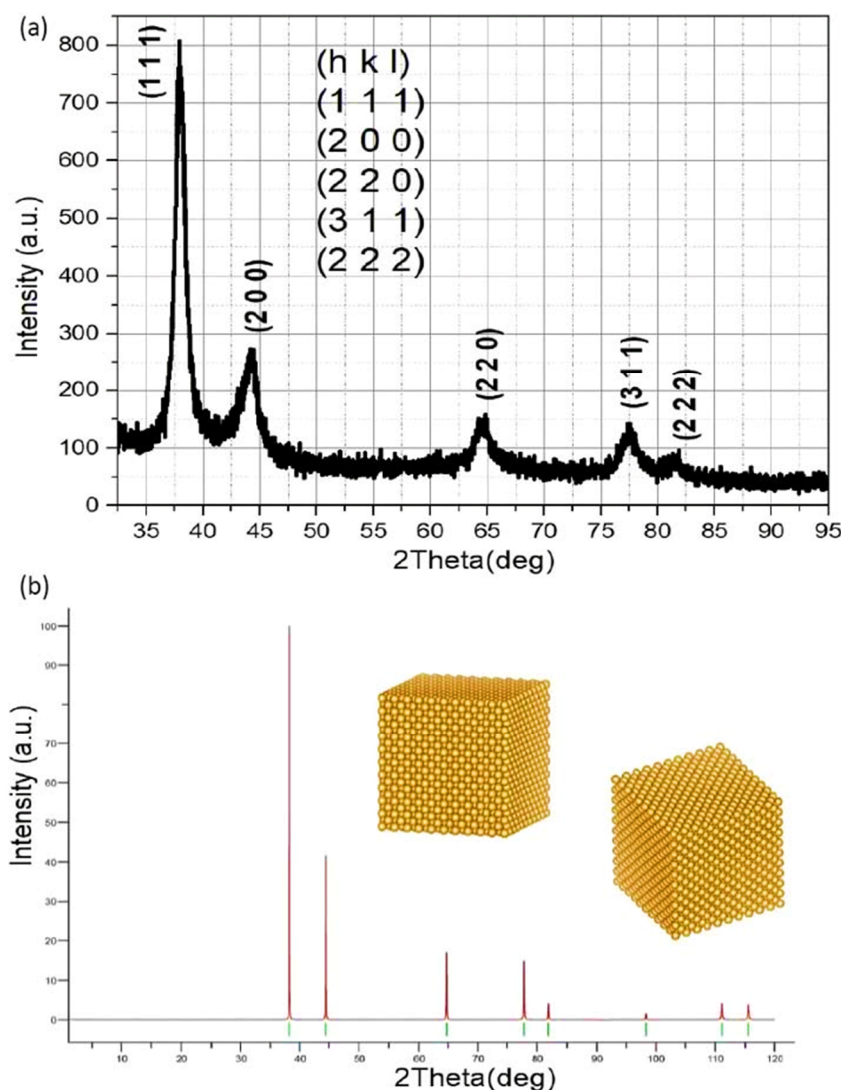 (a)
800
700
600
500
400
300
200
100
0
Intensity (a.u.)
(1 1 1)
(2 0 0)
(2 2 0)
(3 1 1)
(2 2 2)
(h k l)
(1 1 1)
(2 0 0)
(2 2 0)
(3 1 1)
(2 2 2)
35 40 45 50 55 60 65 70 75 80 85 90 95
2Theta(deg)
(b)
100
90
70
60
50
40
30
20
10
0
Intensity (a.u.)
10 20 30 40 50 60 70 80 90 100 110 120
2Theta(deg)